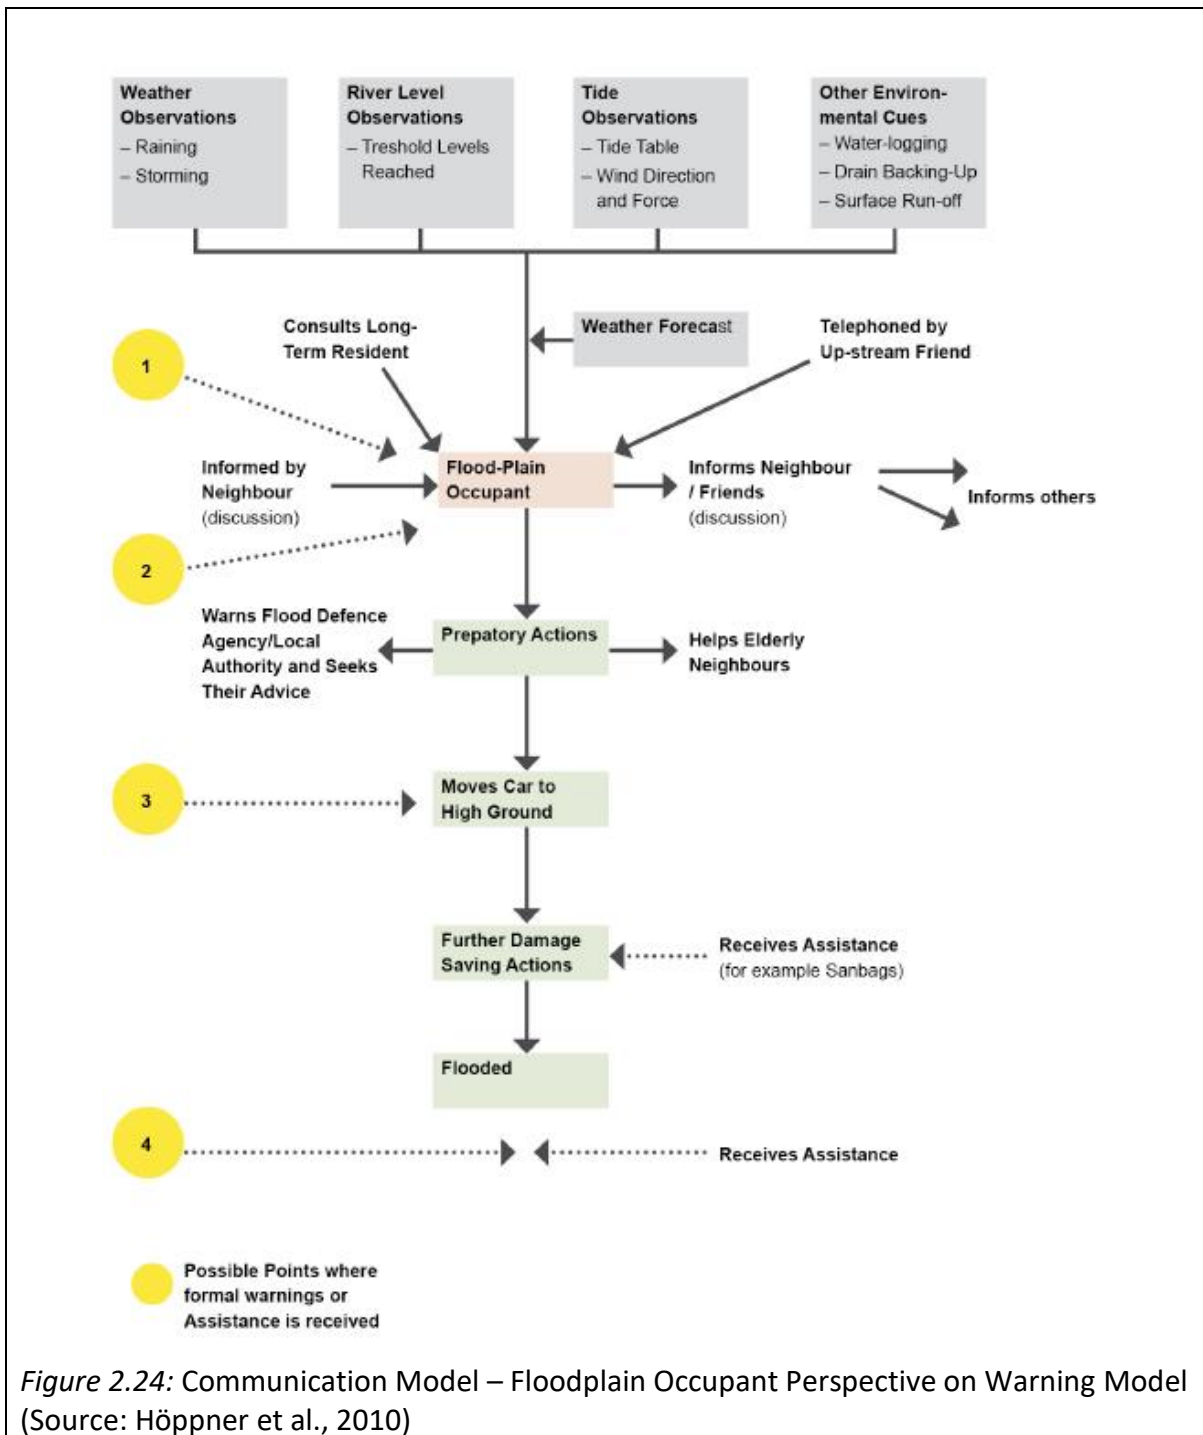 Weather
Observations
– Raining
– Storming
River Level
Observations
– Treshold Levels
Reached
Tide
Observations
– Tide Table
– Wind Direction
and Force
Other Environ-
mental Cues
– Water-logging
– Drain Backing-Up
– Surface Run-off
Consults Long-
Term Resident
Weather Forecast
Telephoned by
Up-stream Friend
1
Informed by
Neighbour
(discussion)
Flood-Plain
Occupant
Informs Neighbour
/ Friends
(discussion)
Informs others
2
Warns Flood Defence
Agency/Local
Authority and Seeks
Their Advice
Prepatory Actions
Helps Elderly
Neighbours
3
Moves Car to
High Ground
Further Damage
Saving Actions
Receives Assistance
(for example Sanbags)
Flooded
4
Receives Assistance
Possible Points where
formal warnings or
Assistance is received
Figure 2.24: Communication Model – Floodplain Occupant Perspective on Warning Model
(Source: Höppner et al., 2010)